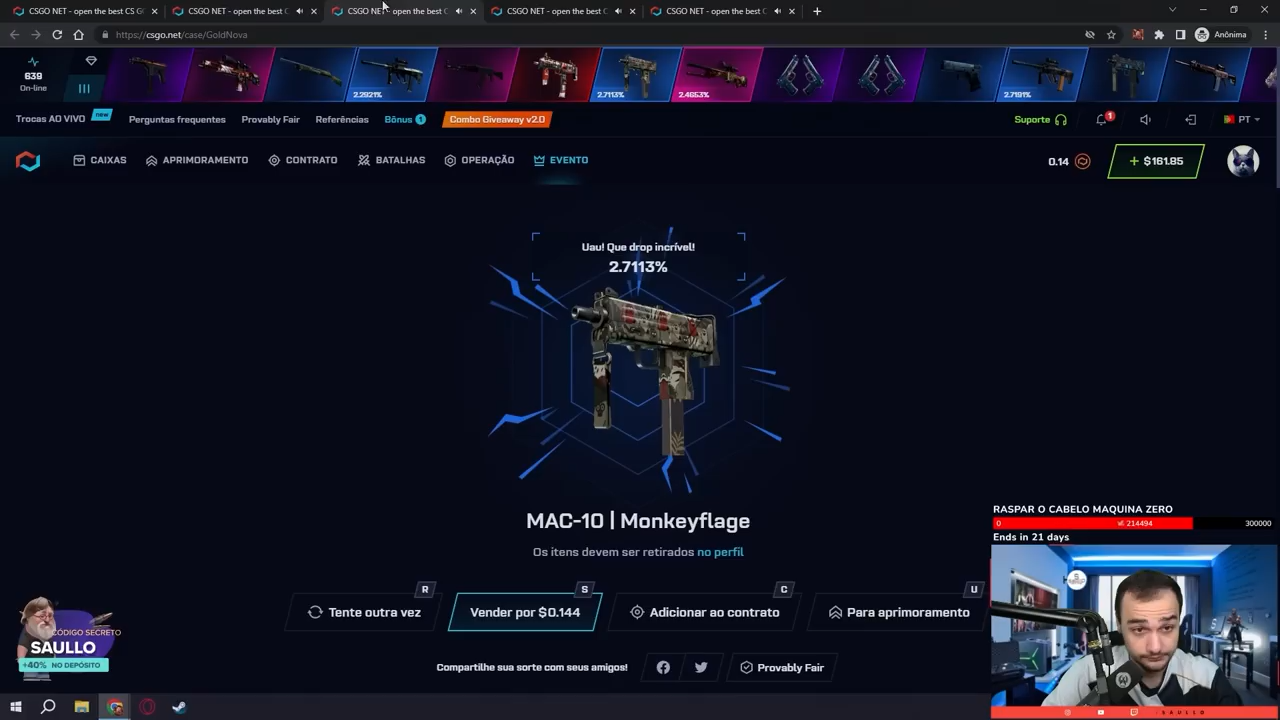 CSGO NET - open the best CS G
CSGO NET - open the best C
CSGO NET - open the best C
CSGO NET - open the best C
CSGO NET - open the best C
https://csgo.net/case/GoldNova
Anônima
639
On-line
2.2921%
2.7113%
2.4653%
2.7191%
Trocas AO VIVO
new
Perguntas frequentes
Provably Fair
Referências
Bônus 1
Combo Giveaway v2.0
Suporte
1
PT
CAIXAS
APRIMORAMENTO
CONTRATO
BATALHAS
OPERAÇÃO
EVENTO
0.14
+ $161.85
Uau! Que drop incrível!
2.7113%
MAC-10 | Monkeyflage
Os itens devem ser retirados no perfil
R
S
C
U
Tente outra vez
Vender por $0.144
Adicionar ao contrato
Para aprimoramento
Compartilhe sua sorte com seus amigos!
Provably Fair
CÓDIGO SECRETO
SAULLO
+40% NO DEPÓSITO
RASPAR O CABELO MAQUINA ZERO
0
214494
300000
Ends in 21 days
SAULLO